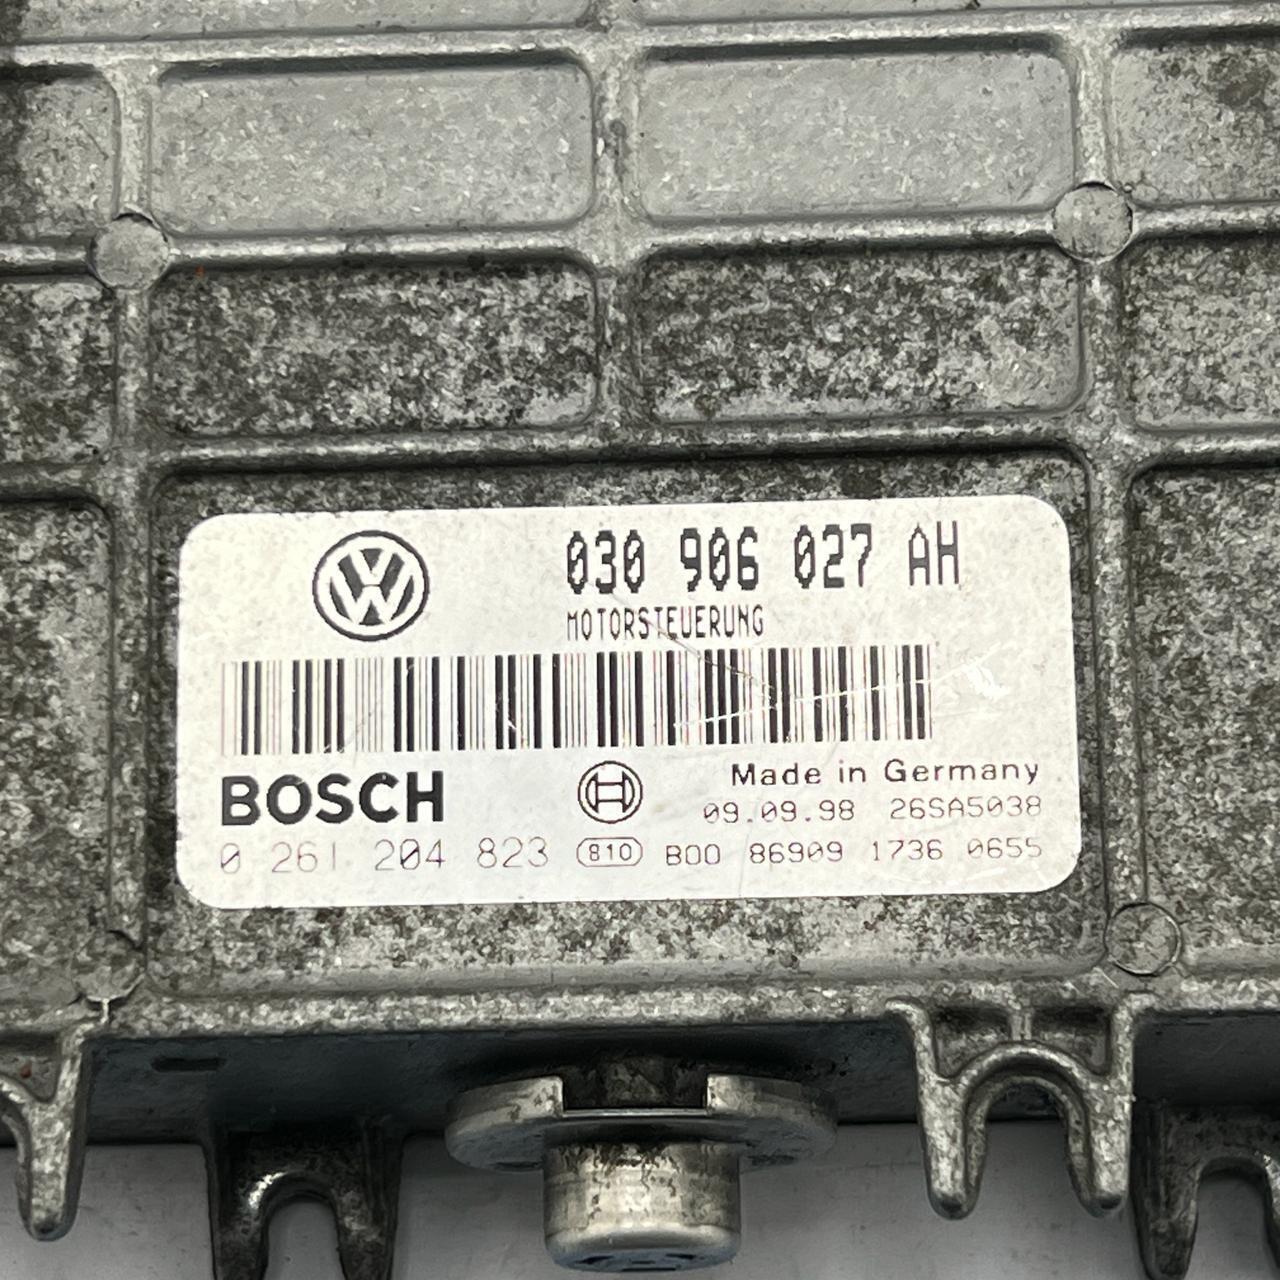 030 906 027 AH
MOTORSTEUERUNG
BOSCH
Made in Germany
09.09.98 26SA5038
0 261 204 823 810 B00 86909 1736 0655